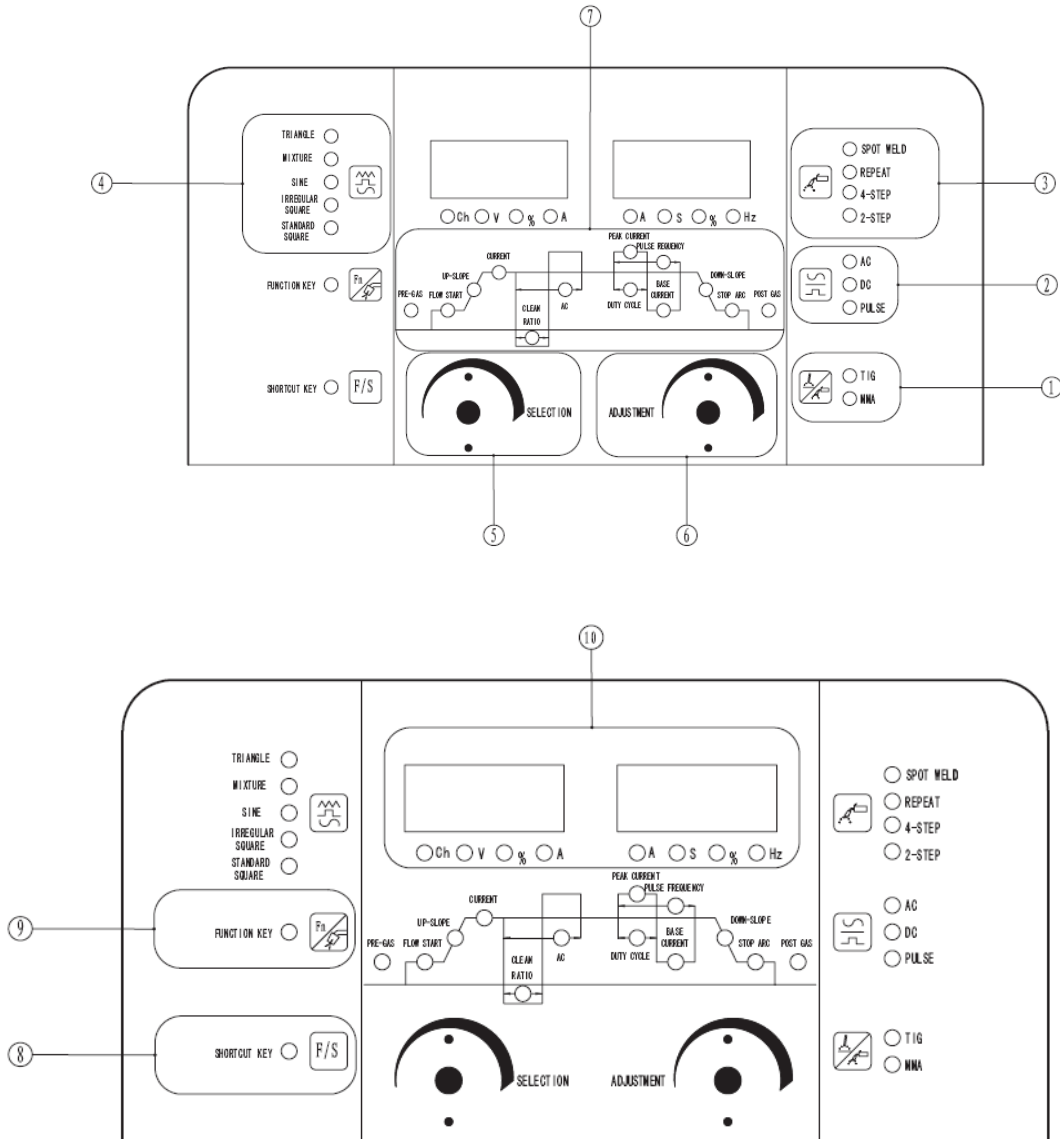 ⑦
TRIANGLE
MIXTURE
SINE
IRREGULAR
SQUARE
STANDARD
SQUARE
④
Ch V % A
A S % Hz
SPOT WELD
REPEAT
4-STEP
2-STEP
③
FUNCTION KEY Fn
PRE-GAS
FLOW START
UP-SLOPE
CURRENT
CLEAN
RATIO
AC
PEAK CURRENT
PULSE REQUENCY
DUTY CYCLE
BASE
CURRENT
DOWN-SLOPE
STOP ARC
POST GAS
AC
DC
PULSE
②
SHORTCUT KEY F/S
SELECTION
ADJUSTMENT
TIG
MMA
①
⑤
⑥
⑩
TRIANGLE
MIXTURE
SINE
IRREGULAR
SQUARE
STANDARD
SQUARE
Ch V % A
A S % Hz
SPOT WELD
REPEAT
4-STEP
2-STEP
⑨
FUNCTION KEY Fn
PRE-GAS
FLOW START
UP-SLOPE
CURRENT
CLEAN
RATIO
AC
PEAK CURRENT
PULSE FREQUENCY
DUTY CYCLE
BASE
CURRENT
DOWN-SLOPE
STOP ARC
POST GAS
AC
DC
PULSE
⑧
SHORTCUT KEY F/S
SELECTION
ADJUSTMENT
TIG
MMA